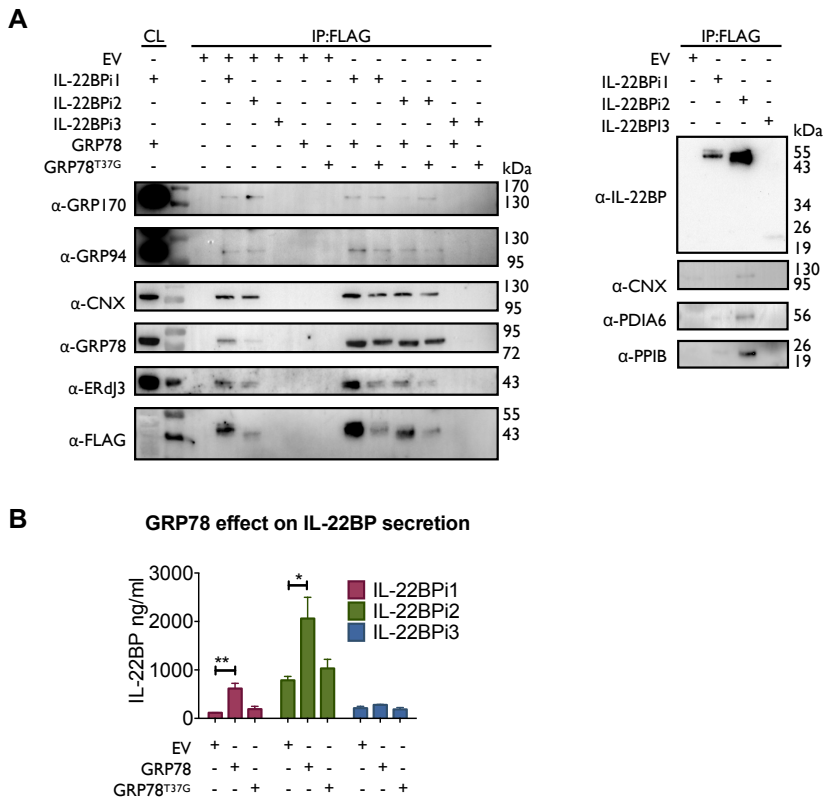 A
CL IP:FLAG
EV - + + + + + + - - - - - -
IL-22BPi1 + - + - - - - + + - - - -
IL-22BPi2 - - - + - - - - - + + - -
IL-22BPi3 - - - - + - - - - - - + +
GRP78 + - - - - + - + - + - + -
GRP78T37G - - - - - - + - + - + - +
kDa
α-GRP170 170
130
α-GRP94 130
95
α-CNX 130
95
α-GRP78 95
72
α-ERdJ3 43
α-FLAG 55
43
IP:FLAG
EV + - - -
IL-22BPi1 - + - -
IL-22BPi2 - - + -
IL-22BPI3 - - - +
kDa
α-IL-22BP 55
43
34
26
19
α-CNX 130
95
α-PDIA6 56
α-PPIB 26
19
B
GRP78 effect on IL-22BP secretion
IL-22BP ng/ml
3000
2000
1000
0
** *
IL-22BPi1
IL-22BPi2
IL-22BPi3
EV + - - + - - + - -
GRP78 - + - - + - - + -
GRP78T37G - - + - - + - - +